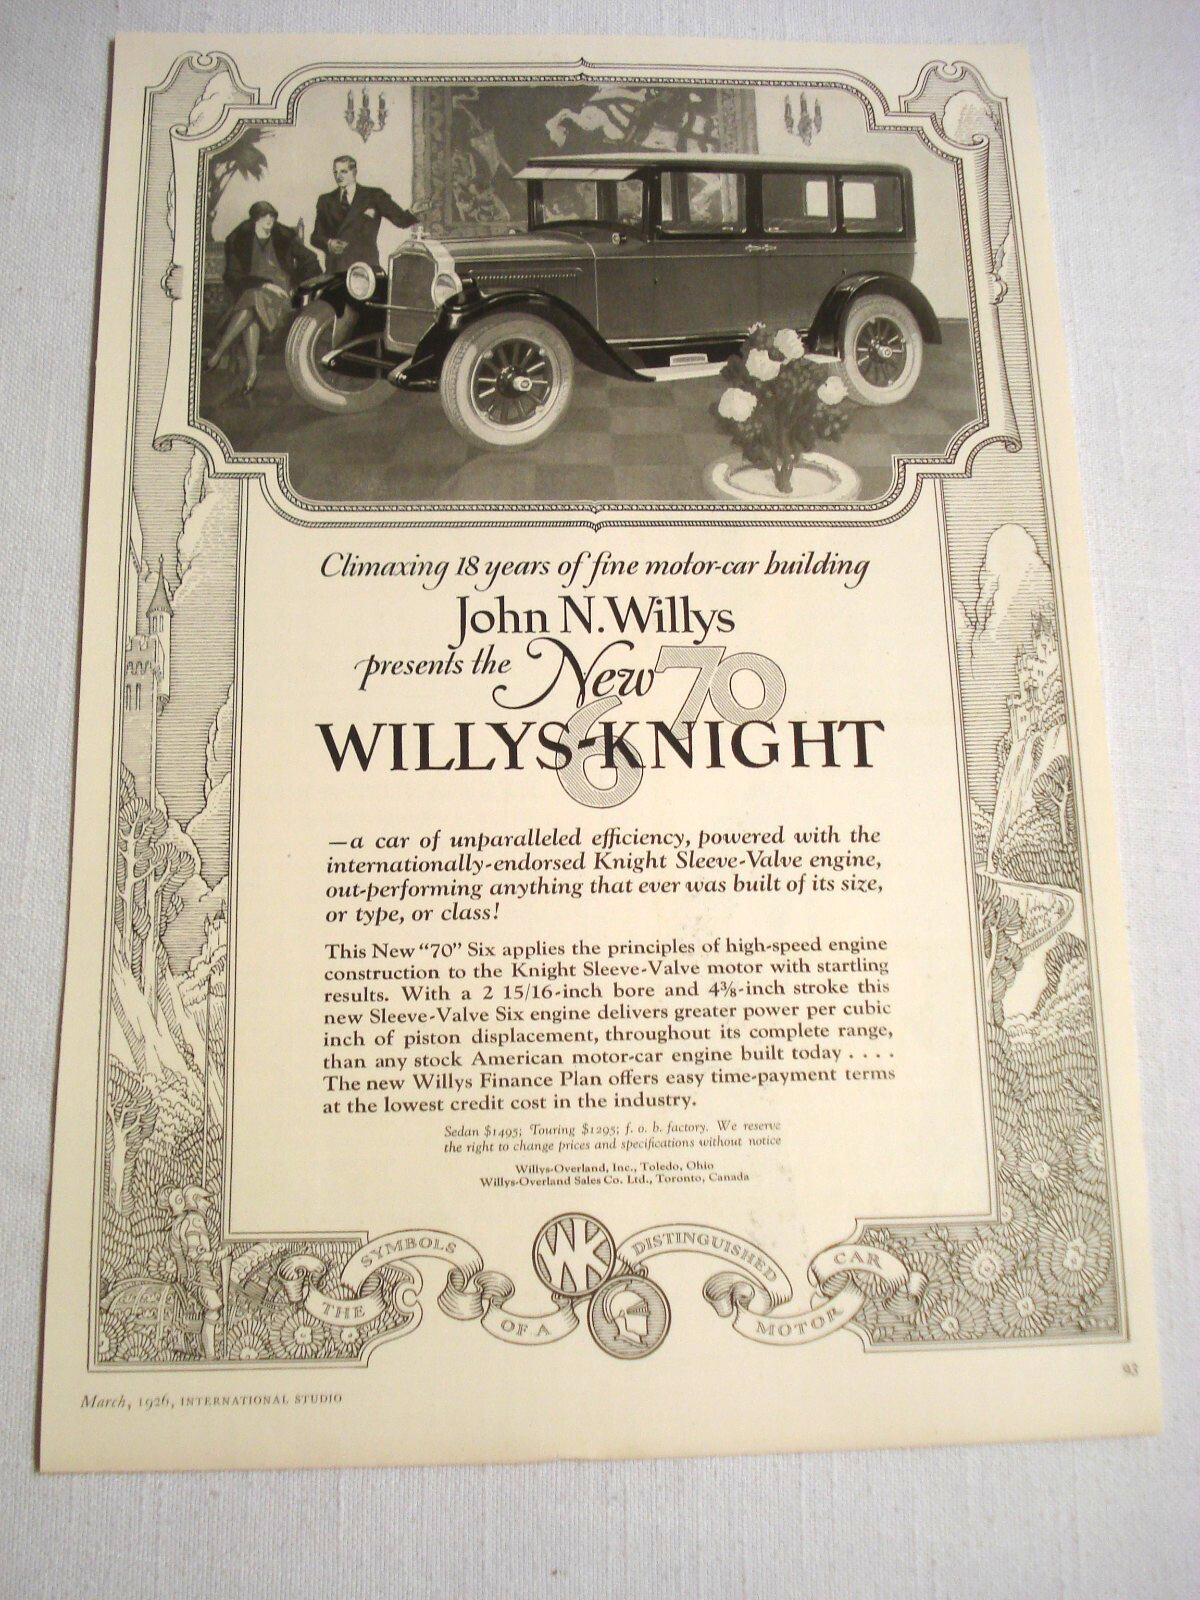 Climaxing 18 years of fine motor-car building
John N. Willys
presents the New 70
WILLYS-KNIGHT
6
—a car of unparalleled efficiency, powered with the
internationally-endorsed Knight Sleeve-Valve engine,
out-performing anything that ever was built of its size,
or type, or class!
This New "70" Six applies the principles of high-speed engine
construction to the Knight Sleeve-Valve motor with startling
results. With a 2 15/16-inch bore and 4⅜-inch stroke this
new Sleeve-Valve Six engine delivers greater power per cubic
inch of piston displacement, throughout its complete range,
than any stock American motor-car engine built today . . . .
The new Willys Finance Plan offers easy time-payment terms
at the lowest credit cost in the industry.
Sedan $1495; Touring $1295; f. o. b. factory. We reserve
the right to change prices and specifications without notice
Willys-Overland, Inc., Toledo, Ohio
Willys-Overland Sales Co. Ltd., Toronto, Canada
THE SYMBOLS OF A WK DISTINGUISHED MOTOR CAR
March, 1926, INTERNATIONAL STUDIO
93